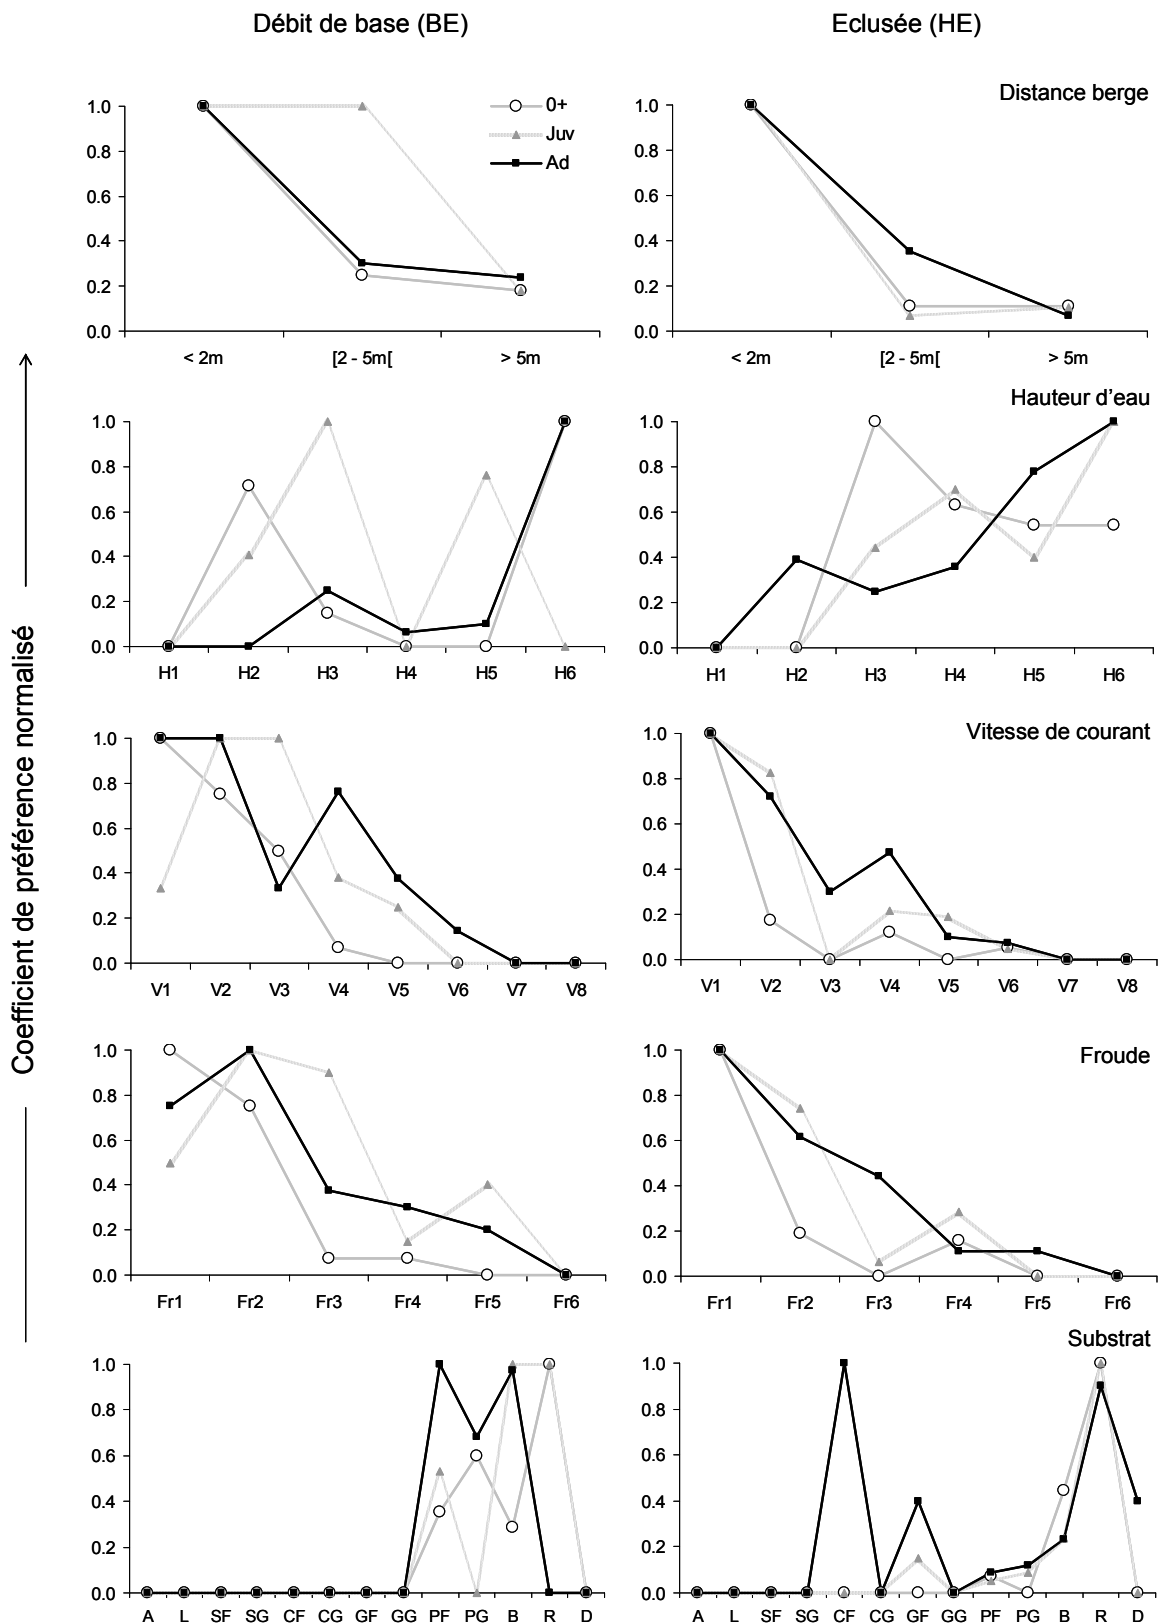 Débit de base (BE) Eclusée (HE)
Distance berge
0+
Juv
Ad
1.0 1.0
0.8 0.8
0.6 0.6
0.4 0.4
0.2 0.2
0.0 0.0
< 2m [2 - 5m[ > 5m < 2m [2 - 5m[ > 5m
Hauteur d'eau
1.0 1.0
0.8 0.8
0.6 0.6
0.4 0.4
0.2 0.2
0.0 0.0
H1 H2 H3 H4 H5 H6 H1 H2 H3 H4 H5 H6
Coefficient de préférence normalisé
Vitesse de courant
1.0 1.0
0.8 0.8
0.6 0.6
0.4 0.4
0.2 0.2
0.0 0.0
V1 V2 V3 V4 V5 V6 V7 V8 V1 V2 V3 V4 V5 V6 V7 V8
Froude
1.0 1.0
0.8 0.8
0.6 0.6
0.4 0.4
0.2 0.2
0.0 0.0
Fr1 Fr2 Fr3 Fr4 Fr5 Fr6 Fr1 Fr2 Fr3 Fr4 Fr5 Fr6
Substrat
1.0 1.0
0.8 0.8
0.6 0.6
0.4 0.4
0.2 0.2
0.0 0.0
A L SF SG CF CG GF GG PF PG B R D A L SF SG CF CG GF GG PF PG B R D